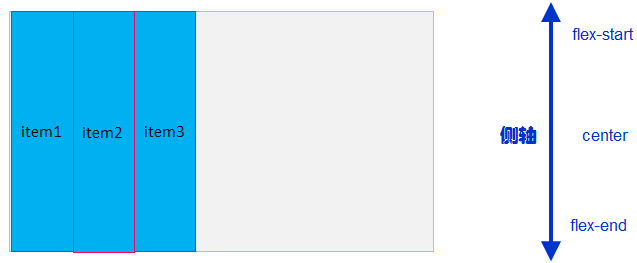 item1
item2
item3
flex-start
侧轴
center
flex-end